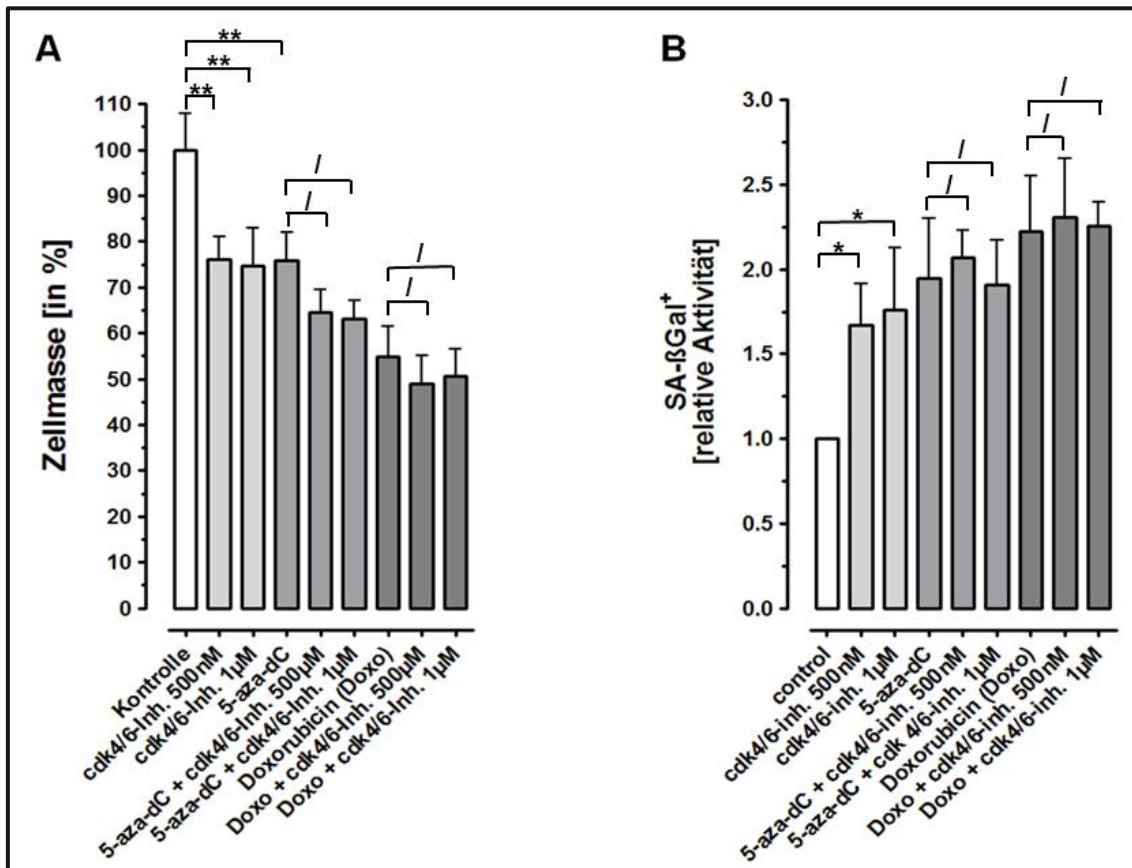 A
**
**
**
/
/
/
/
Zellmasse [in %]
110
100
90
80
70
60
50
40
30
20
10
0
Kontrolle
cdk4/6-Inh. 500nM
cdk4/6-Inh. 1µM
5-aza-dC
5-aza-dC + cdk4/6-Inh. 500µM
5-aza-dC + cdk4/6-Inh. 1µM
Doxorubicin (Doxo)
Doxo + cdk4/6-Inh. 500µM
Doxo + cdk4/6-Inh. 1µM
B
/
/
/
/
*
*
SA-ßGal⁺
[relative Aktivität]
3.0
2.5
2.0
1.5
1.0
0.5
0.0
control
cdk4/6-inh. 500nM
cdk4/6-inh. 1µM
5-aza-dC
5-aza-dC + cdk4/6-inh. 500nM
5-aza-dC + cdk 4/6-inh. 1µM
Doxorubicin (Doxo)
Doxo + cdk4/6-inh. 500nM
Doxo + cdk4/6-inh. 1µM